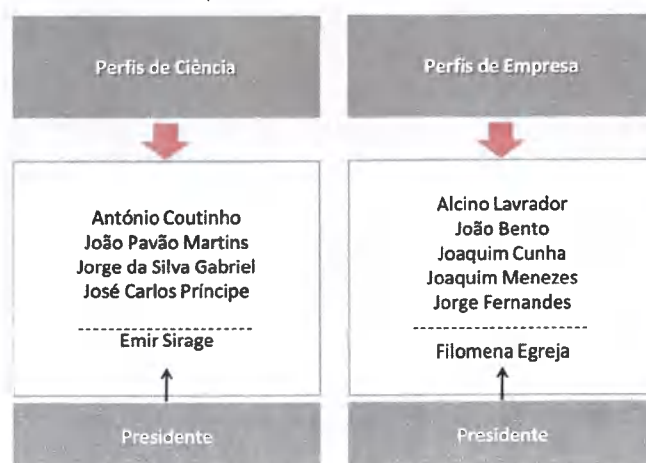 Perfis de Ciência
António Coutinho
João Pavão Martins
Jorge da Silva Gabriel
José Carlos Príncipe
Emir Sirage
Presidente
Perfis de Empresa
Alcino Lavrador
João Bento
Joaquim Cunha
Joaquim Menezes
Jorge Fernandes
Filomena Egreja
Presidente